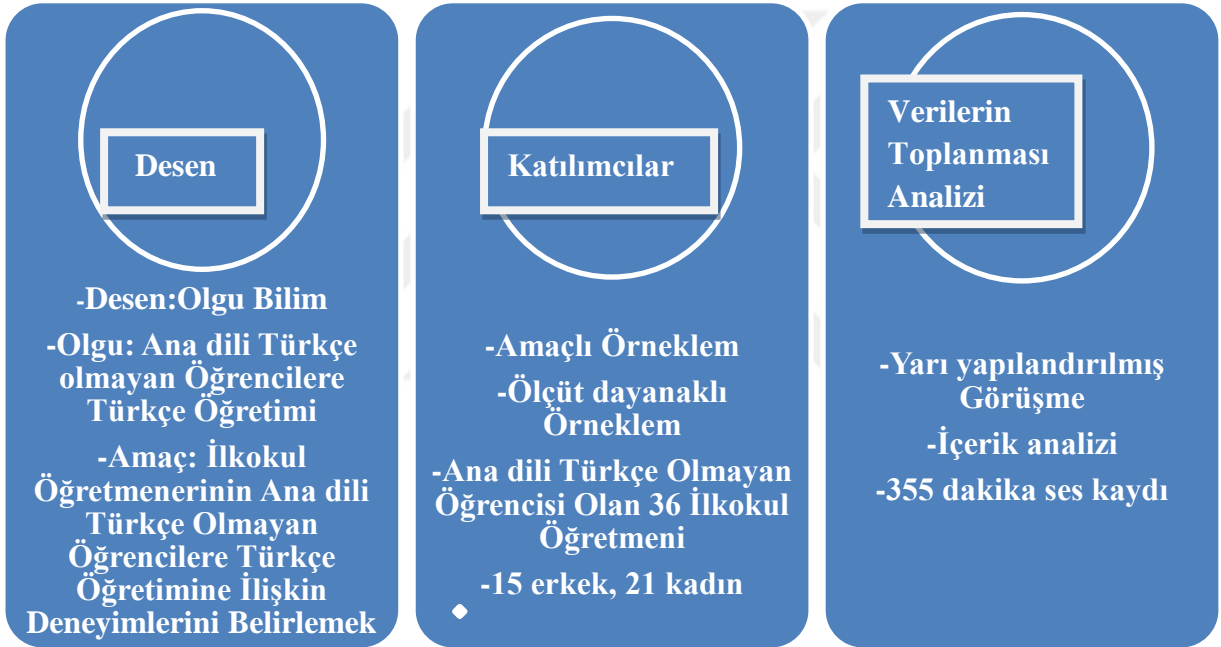 Desen
-Desen:Olgu Bilim
-Olgu: Ana dili Türkçe
olmayan Öğrencilere
Türkçe Öğretimi
-Amaç: İlkokul
Öğretmenerinin Ana dili
Türkçe Olmayan
Öğrencilere Türkçe
Öğretimine İlişkin
Deneyimlerini Belirlemek
Katılımcılar
-Amaçlı Örneklem
-Ölçüt dayanaklı
Örneklem
-Ana dili Türkçe Olmayan
Öğrencisi Olan 36 İlkokul
Öğretmeni
-15 erkek, 21 kadın
Verilerin
Toplanması
Analizi
-Yarı yapılandırılmış
Görüşme
-İçerik analizi
-355 dakika ses kaydı